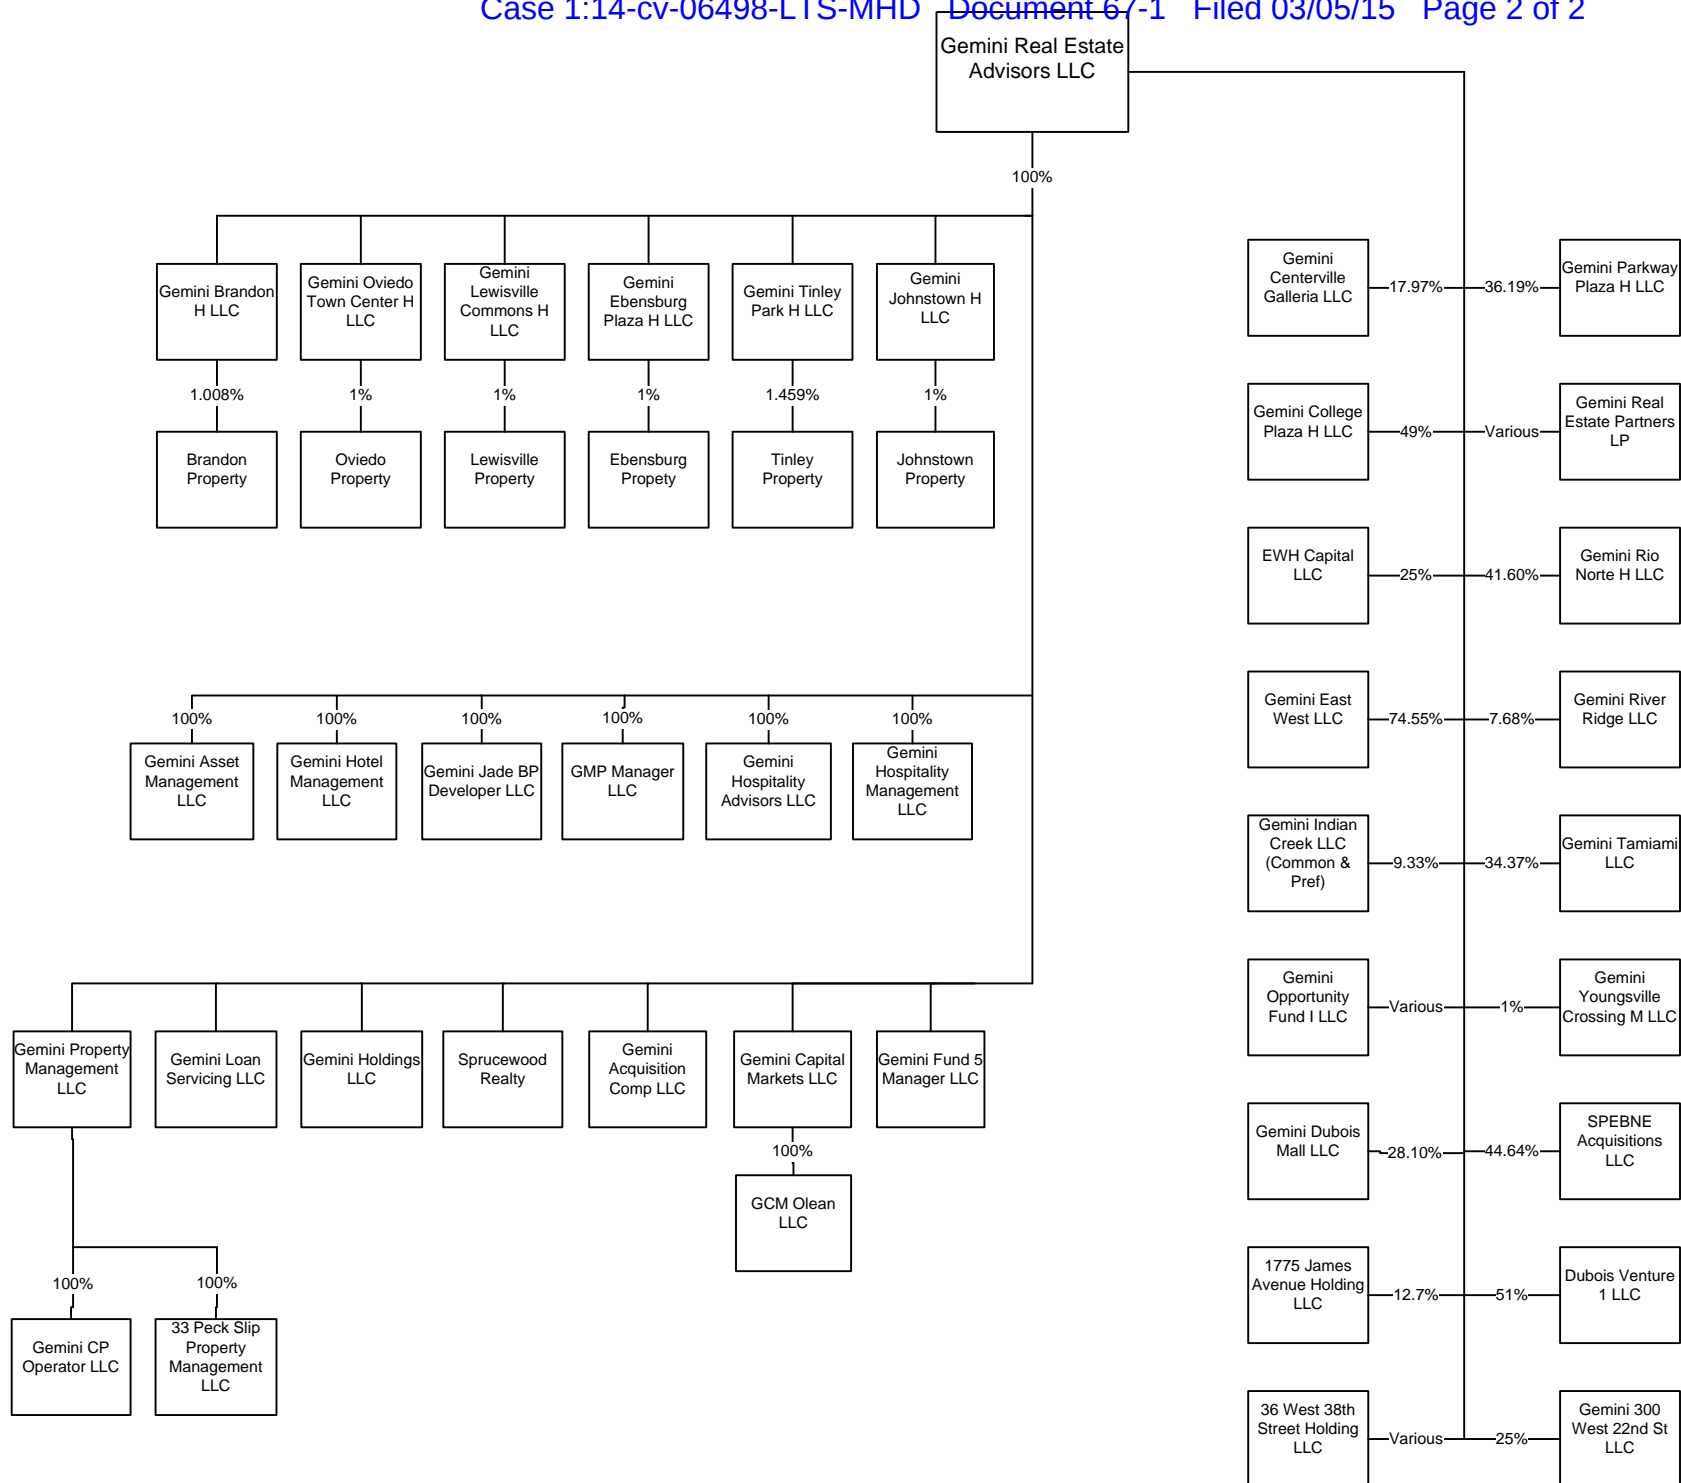 Case 1:14-cv-06498-LTS-MHD Document 67-1 Filed 03/05/15 Page 2 of 2
Gemini Real Estate
Advisors LLC
100%
Gemini Brandon
H LLC
Gemini Oviedo
Town Center H
LLC
Gemini
Lewisville
Commons H
LLC
Gemini
Ebensburg
Plaza H LLC
Gemini Tinley
Park H LLC
Gemini
Johnstown H
LLC
1.008%
1%
1%
1%
1.459%
1%
Brandon
Property
Oviedo
Property
Lewisville
Property
Ebensburg
Propety
Tinley
Property
Johnstown
Property
100%
100%
100%
100%
100%
100%
Gemini Asset
Management
LLC
Gemini Hotel
Management
LLC
Gemini Jade BP
Developer LLC
GMP Manager
LLC
Gemini
Hospitality
Advisors LLC
Gemini
Hospitality
Management
LLC
Gemini Property
Management
LLC
Gemini Loan
Servicing LLC
Gemini Holdings
LLC
Sprucewood
Realty
Gemini
Acquisition
Comp LLC
Gemini Capital
Markets LLC
Gemini Fund 5
Manager LLC
100%
GCM Olean
LLC
100%
100%
Gemini CP
Operator LLC
33 Peck Slip
Property
Management
LLC
Gemini
Centerville
Galleria LLC
17.97%
36.19%
Gemini Parkway
Plaza H LLC
Gemini College
Plaza H LLC
49%
Various
Gemini Real
Estate Partners
LP
EWH Capital
LLC
25%
41.60%
Gemini Rio
Norte H LLC
Gemini East
West LLC
74.55%
7.68%
Gemini River
Ridge LLC
Gemini Indian
Creek LLC
(Common &
Pref)
9.33%
34.37%
Gemini Tamiami
LLC
Gemini
Opportunity
Fund I LLC
Various
1%
Gemini
Youngsville
Crossing M LLC
Gemini Dubois
Mall LLC
28.10%
44.64%
SPEBNE
Acquisitions
LLC
1775 James
Avenue Holding
LLC
12.7%
51%
Dubois Venture
1 LLC
36 West 38th
Street Holding
LLC
Various
25%
Gemini 300
West 22nd St
LLC